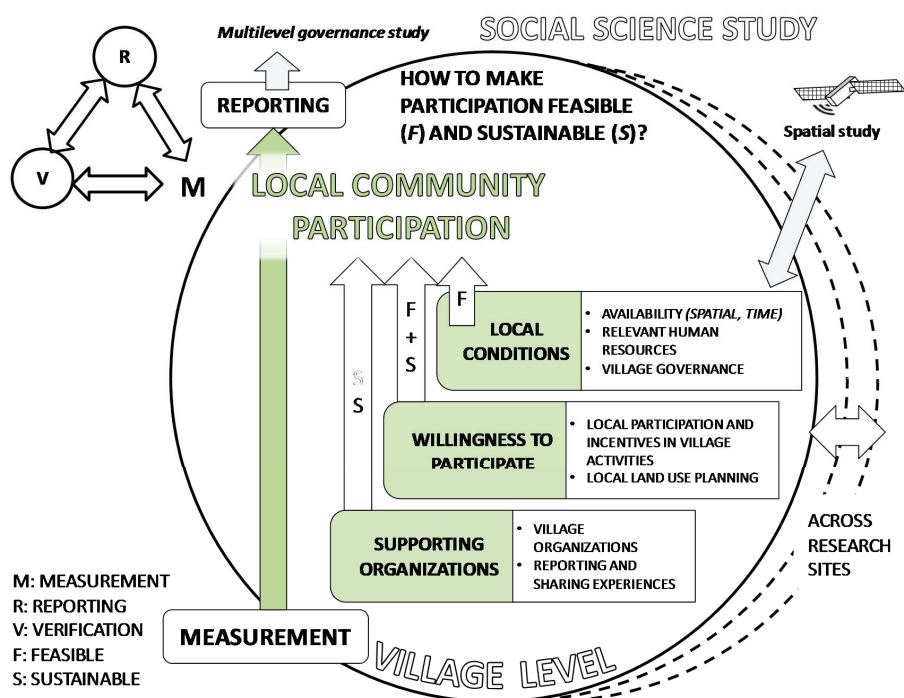 SOCIAL SCIENCE STUDY
Multilevel governance study
R
V
M
REPORTING
HOW TO MAKE
PARTICIPATION FEASIBLE
(F) AND SUSTAINABLE (S)?
Spatial study
LOCAL COMMUNITY
PARTICIPATION
F
LOCAL
CONDITIONS
• AVAILABILITY (SPATIAL, TIME)
• RELEVANT HUMAN
RESOURCES
• VILLAGE GOVERNANCE
F
+
S
WILLINGNESS TO
PARTICIPATE
• LOCAL PARTICIPATION AND
INCENTIVES IN VILLAGE
ACTIVITIES
• LOCAL LAND USE PLANNING
S
S
SUPPORTING
ORGANIZATIONS
• VILLAGE
ORGANIZATIONS
• REPORTING AND
SHARING EXPERIENCES
ACROSS
RESEARCH
SITES
M: MEASUREMENT
R: REPORTING
V: VERIFICATION
F: FEASIBLE
S: SUSTAINABLE
MEASUREMENT
VILLAGE LEVEL